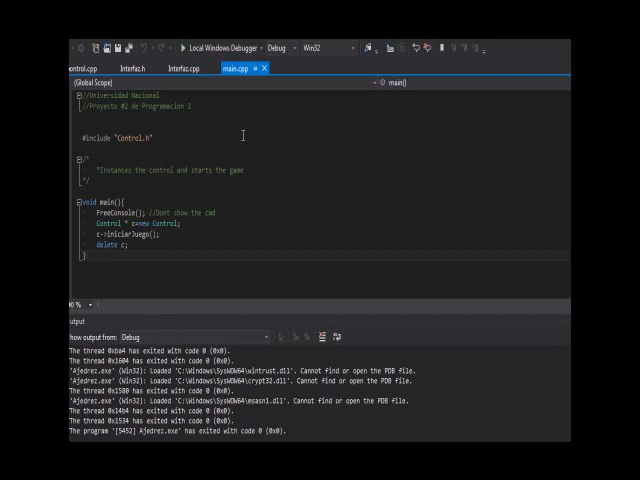 Local Windows Debugger Debug Win32
ontrol.cpp Interfaz.h Interfaz.cpp main.cpp
(Global Scope) main()
//Universidad Nacional
//Proyecto #2 de Programacion 2
#include "Control.h"
/*
*Instances the control and starts the game
*/
void main(){
FreeConsole(); //Dont show the cmd
Control * c=new Control;
c->iniciarJuego();
delete c;
}
00 %
utput
how output from: Debug
The thread 0xba4 has exited with code 0 (0x0).
The thread 0x1604 has exited with code 0 (0x0).
'Ajedrez.exe' (Win32): Loaded 'C:\Windows\SysWOW64\wintrust.dll'. Cannot find or open the PDB file.
'Ajedrez.exe' (Win32): Loaded 'C:\Windows\SysWOW64\crypt32.dll'. Cannot find or open the PDB file.
The thread 0x1580 has exited with code 0 (0x0).
'Ajedrez.exe' (Win32): Loaded 'C:\Windows\SysWOW64\msasn1.dll'. Cannot find or open the PDB file.
The thread 0x14b4 has exited with code 0 (0x0).
The thread 0x1534 has exited with code 0 (0x0).
The program '[5452] Ajedrez.exe' has exited with code 0 (0x0).